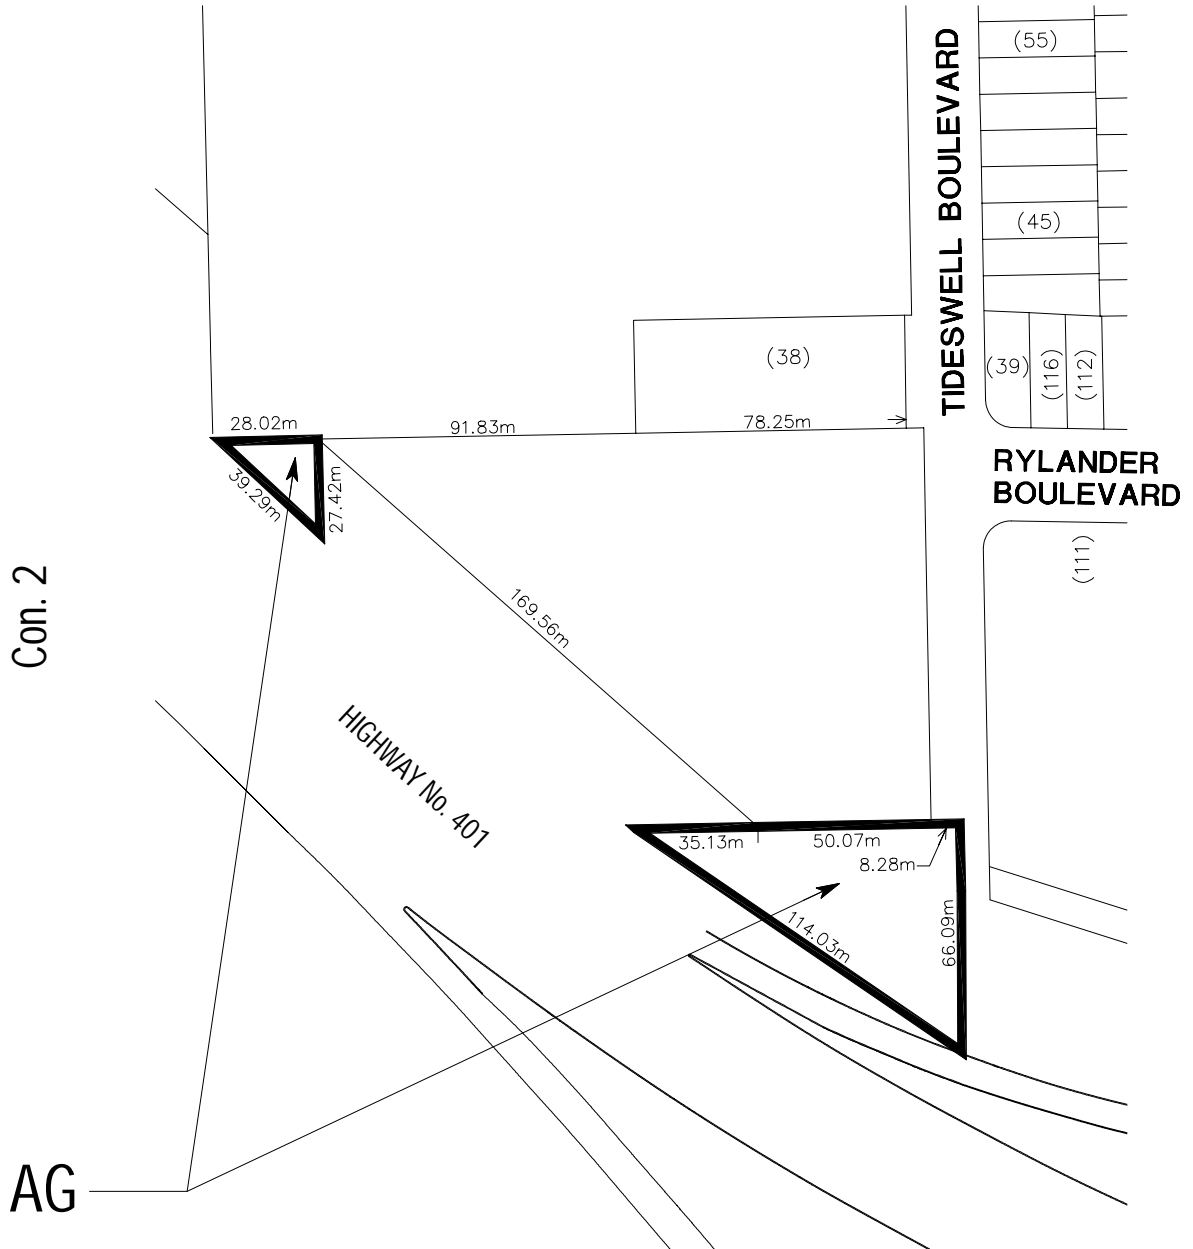 (55)
TIDESWELL BOULEVARD
(45)
(38)
(39)
(116)
(112)
28.02m
91.83m
78.25m
RYLANDER
BOULEVARD
39.29m
27.42m
(111)
Con. 2
169.56m
HIGHWAY No. 401
35.13m
50.07m
8.28m
114.03m
66.09m
AG